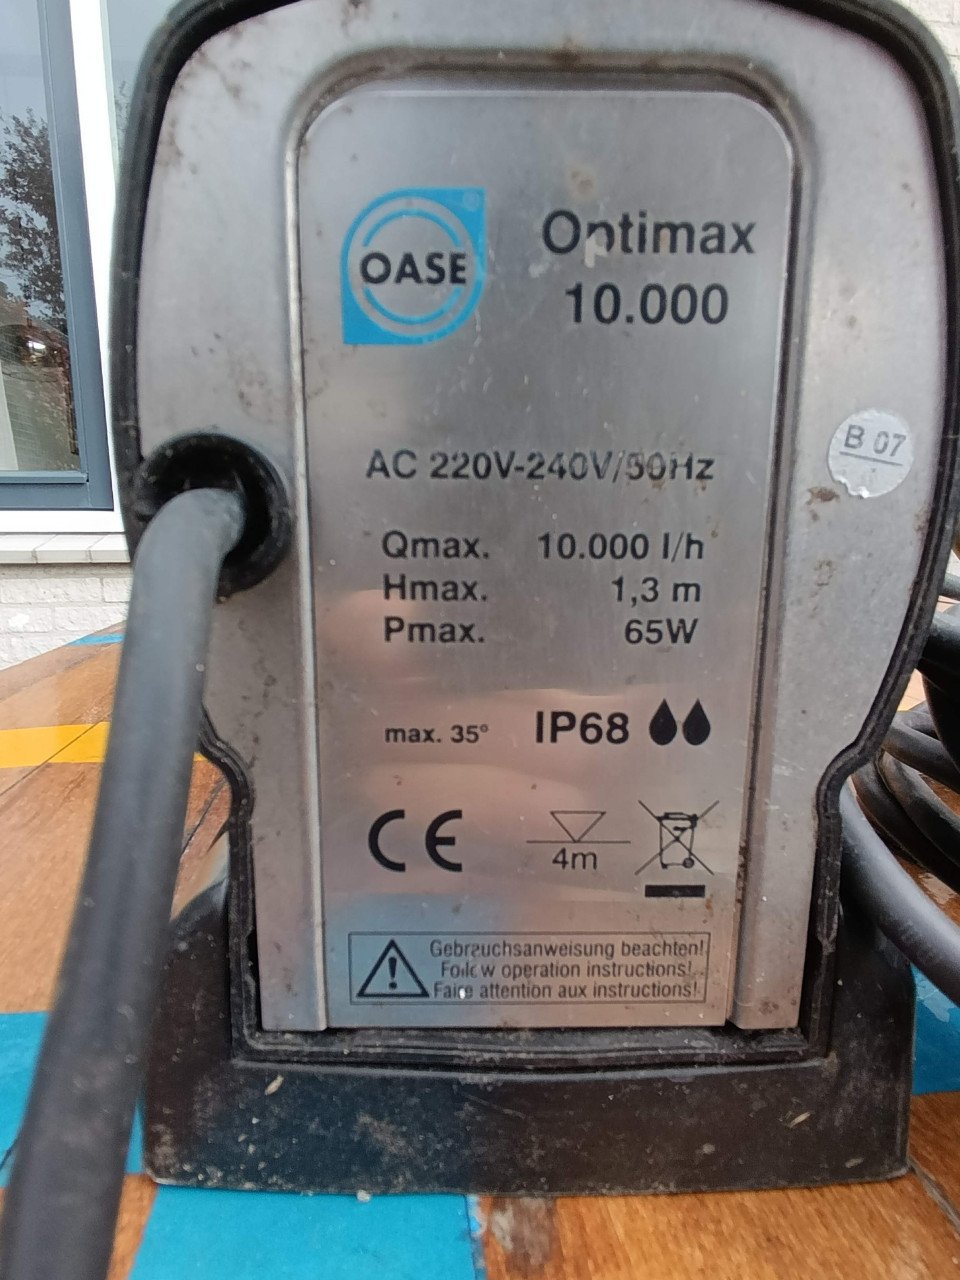 OASE
Optimax
10.000
B 07
AC 220V-240V/50Hz
Qmax. 10.000 l/h
Hmax. 1,3 m
Pmax. 65W
max. 35° IP68
CE
4m
Gebrauchsanweisung beachten!
Follow operation instructions!
Faire attention aux instructions!